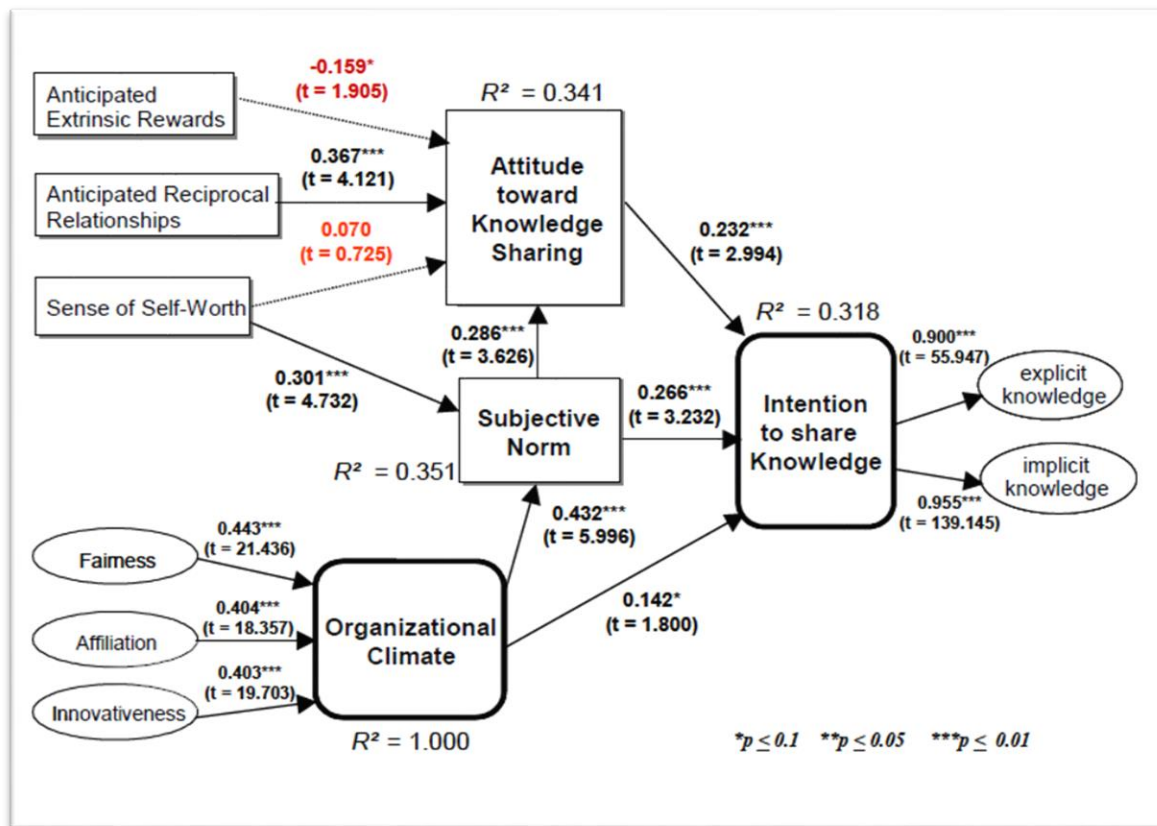 -0.159*
(t = 1.905)
Anticipated
Extrinsic Rewards
R² = 0.341
Attitude
toward
Knowledge
Sharing
0.367***
(t = 4.121)
Anticipated Reciprocal
Relationships
0.070
(t = 0.725)
0.232***
(t = 2.994)
Sense of Self-Worth
R² = 0.318
0.286***
(t = 3.626)
0.301***
(t = 4.732)
0.900***
(t = 55.947)
explicit
knowledge
0.266***
(t = 3.232)
Subjective
Norm
Intention
to share
Knowledge
R² = 0.351
implicit
knowledge
0.955***
(t = 139.145)
0.432***
(t = 5.996)
0.443***
(t = 21.436)
Fairness
0.404***
(t = 18.357)
Affiliation
Organizational
Climate
0.142*
(t = 1.800)
0.403***
(t = 19.703)
Innovativeness
R² = 1.000
*p ≤ 0.1 **p ≤ 0.05 ***p ≤ 0.01